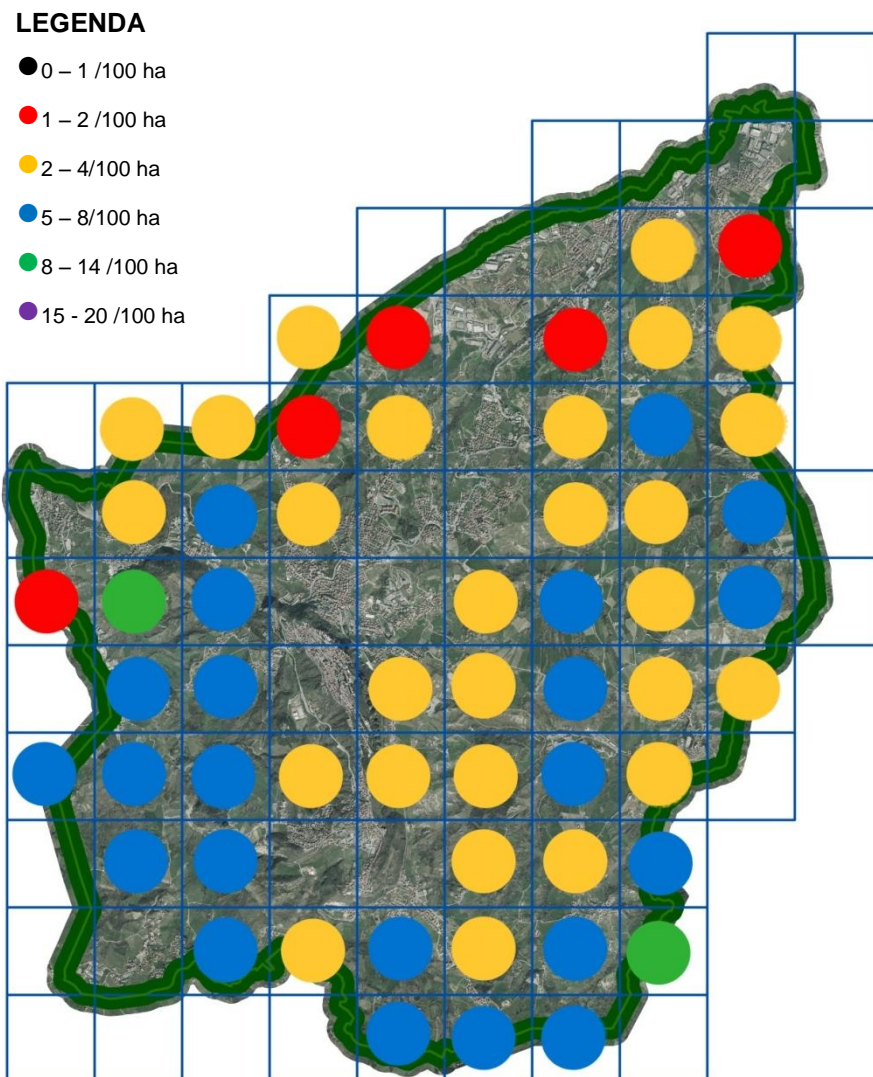 LEGENDA
0 – 1 /100 ha
1 – 2 /100 ha
2 – 4/100 ha
5 – 8/100 ha
8 – 14 /100 ha
15 - 20 /100 ha